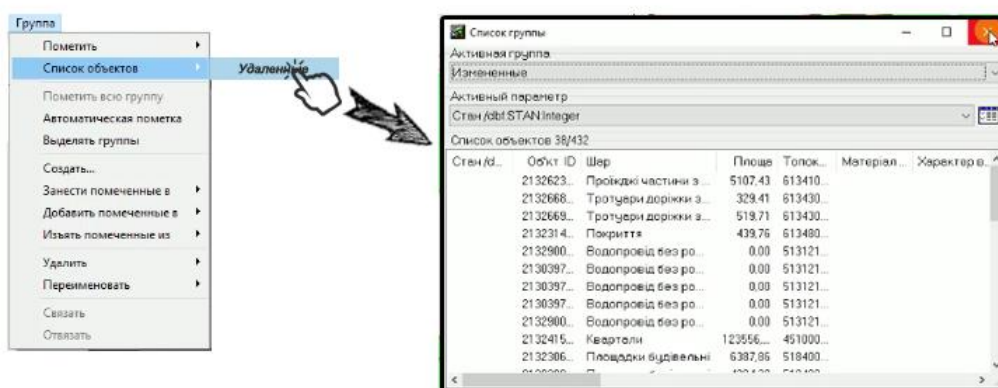 Группа
Пометить
Список объектов
Удаленные
Пометить всю группу
Автоматическая пометка
Выделять группы
Создать...
Занести помеченные в
Добавить помеченные в
Изъять помеченные из
Удалить
Переименовать
Связать
Отвязать
Список группы
Активная группа
Измененные
Активный параметр
Стан /dbf:STAN:Integer
Список объектов 38/432
Стан /d... Об'кт ID Шар Площа Топок... Матеріал ... Характер в...
2132623... Проїжджі частини з ... 5107,43 613410...
2132668... Тротуари доріжки з... 329,41 613430...
2132669... Тротуари доріжки з... 519,71 613430...
2132314... Покриття 439,76 613480...
2132900... Водопровід без ро... 0.00 513121...
2130397... Водопровід без ро... 0.00 513121...
2130397... Водопровід без ро... 0.00 513121...
2130397... Водопровід без ро... 0.00 513121...
2132900... Водопровід без ро... 0.00 513121...
2132415... Квартали 123556,... 451000...
2132306... Площадки будівельні 6387,86 518400...